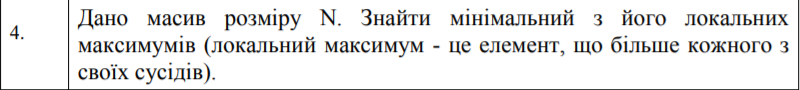 4.
Дано масив розміру N. Знайти мінімальний з його локальних
максимумів (локальний максимум - це елемент, що більше кожного з
своїх сусідів).